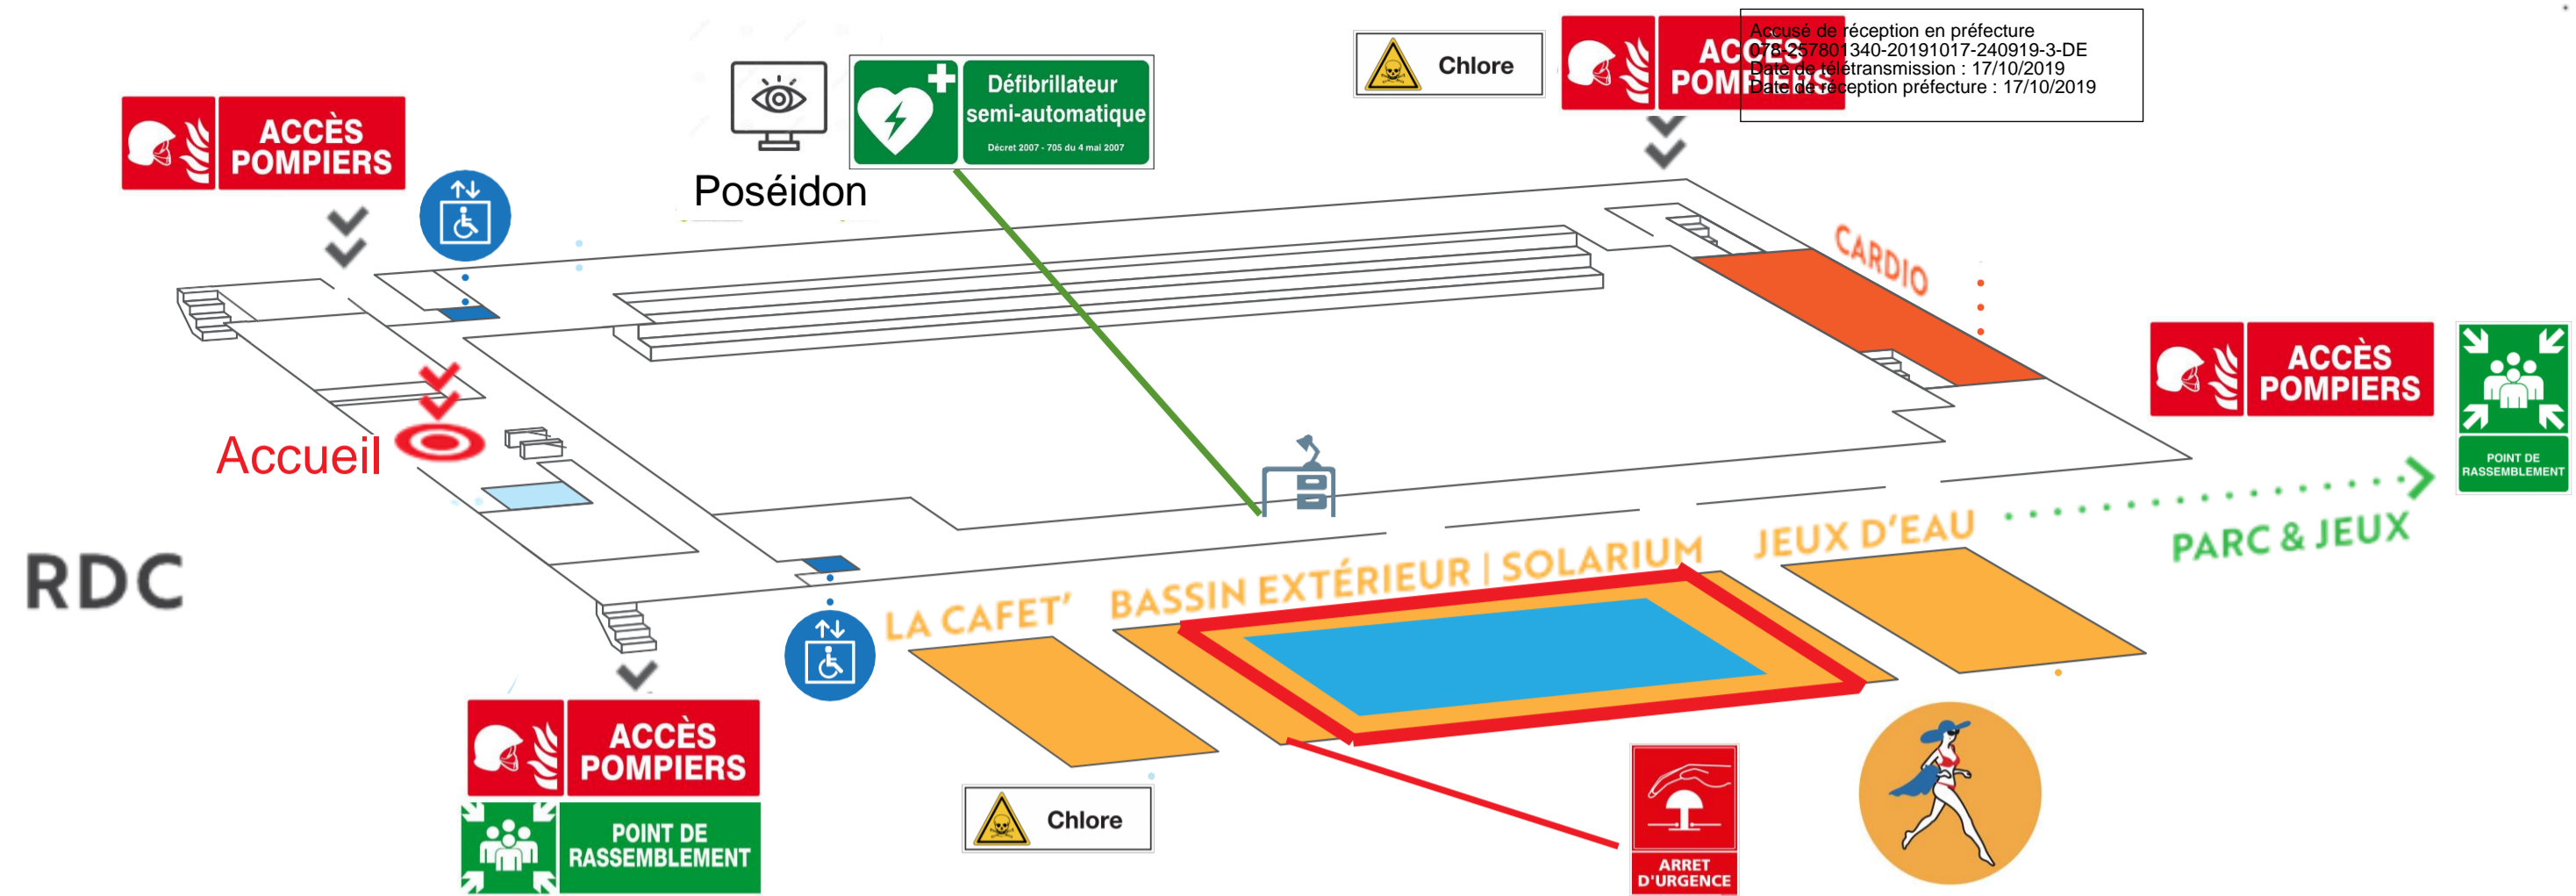 Accusé de réception en préfecture
078-257801340-20191017-240919-3-DE
Date de télétransmission : 17/10/2019
Date de réception préfecture : 17/10/2019
ACCÈS
POMPIERS
Chlore
Défibrillateur
semi-automatique
Décret 2007 - 705 du 4 mai 2007
Poséidon
ACCÈS
POMPIERS
CARDIO
ACCÈS
POMPIERS
POINT DE
RASSEMBLEMENT
Accueil
RDC
PARC & JEUX
JEUX D'EAU
BASSIN EXTÉRIEUR | SOLARIUM
LA CAFET'
ACCÈS
POMPIERS
POINT DE
RASSEMBLEMENT
Chlore
ARRET
D'URGENCE